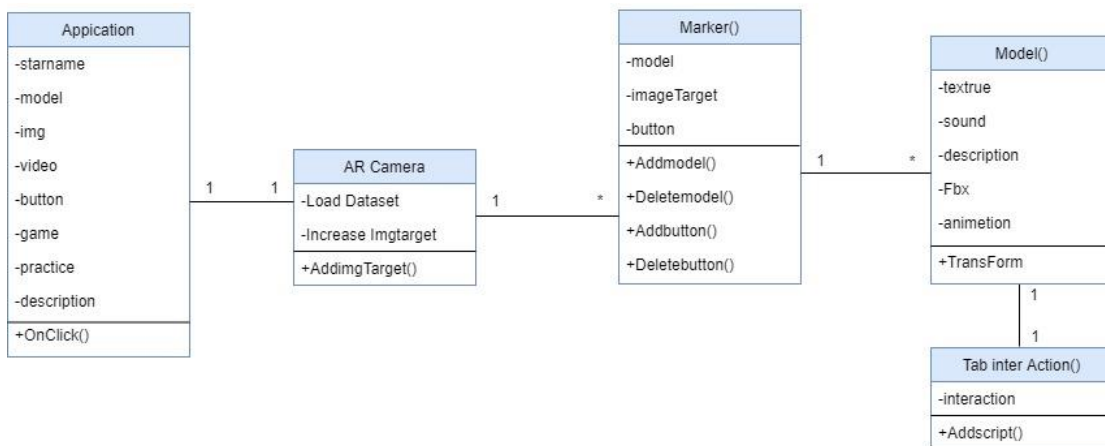 Appication
-starname
-model
-img
-video
-button
-game
-practice
-description
+OnClick()
1
1
AR Camera
-Load Dataset
-Increase Imgtarget
+AddimgTarget()
1
*
Marker()
-model
-imageTarget
-button
+Addmodel()
+Deletemodel()
+Addbutton()
+Deletebutton()
1
*
Model()
-textrue
-sound
-description
-Fbx
-animetion
+TransForm
1
1
Tab inter Action()
-interaction
+Addscript()